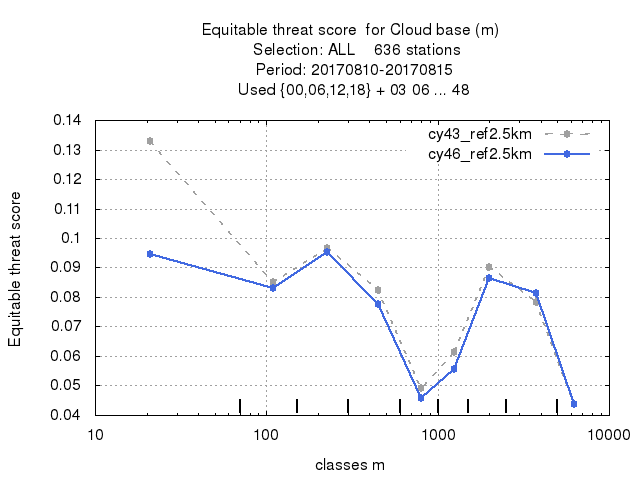 Equitable threat score  for Cloud base (m)
Selection: ALL    636 stations
Period: 20170810-20170815
Used {00,06,12,18} + 03 06 ... 48
cy43_ref2.5km
cy46_ref2.5km
Equitable threat score
0.14
0.13
0.12
0.11
0.1
0.09
0.08
0.07
0.06
0.05
0.04
10
100
1000
10000
classes m